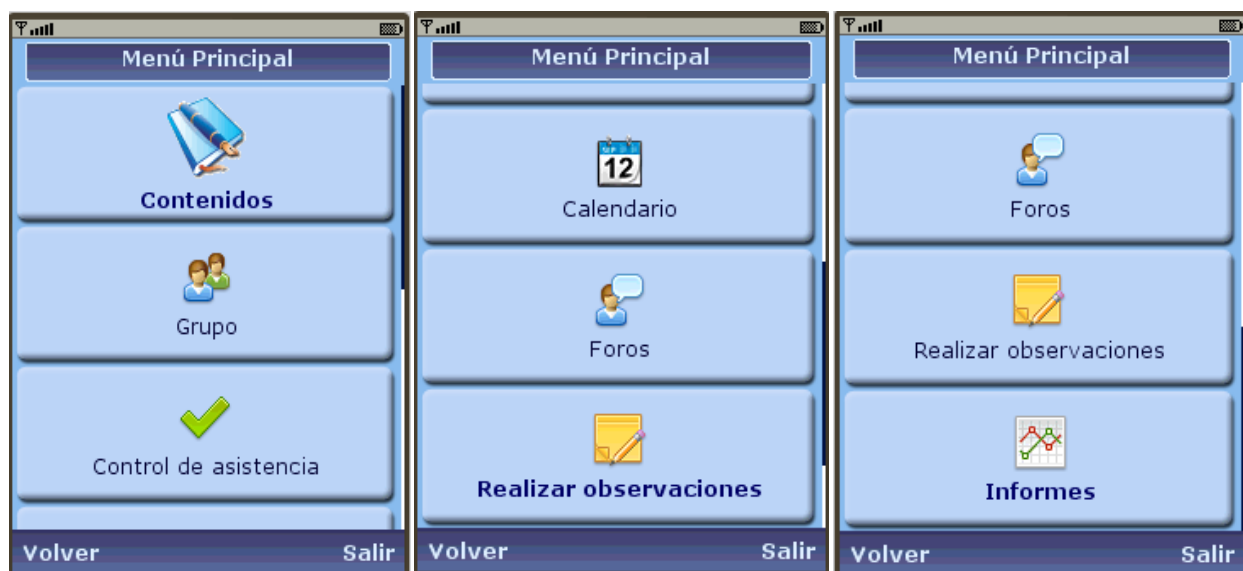 Menú Principal
Contenidos
Grupo
Control de asistencia
Volver Salir
Menú Principal
12
Calendario
Foros
Realizar observaciones
Volver Salir
Menú Principal
Foros
Realizar observaciones
Informes
Volver Salir